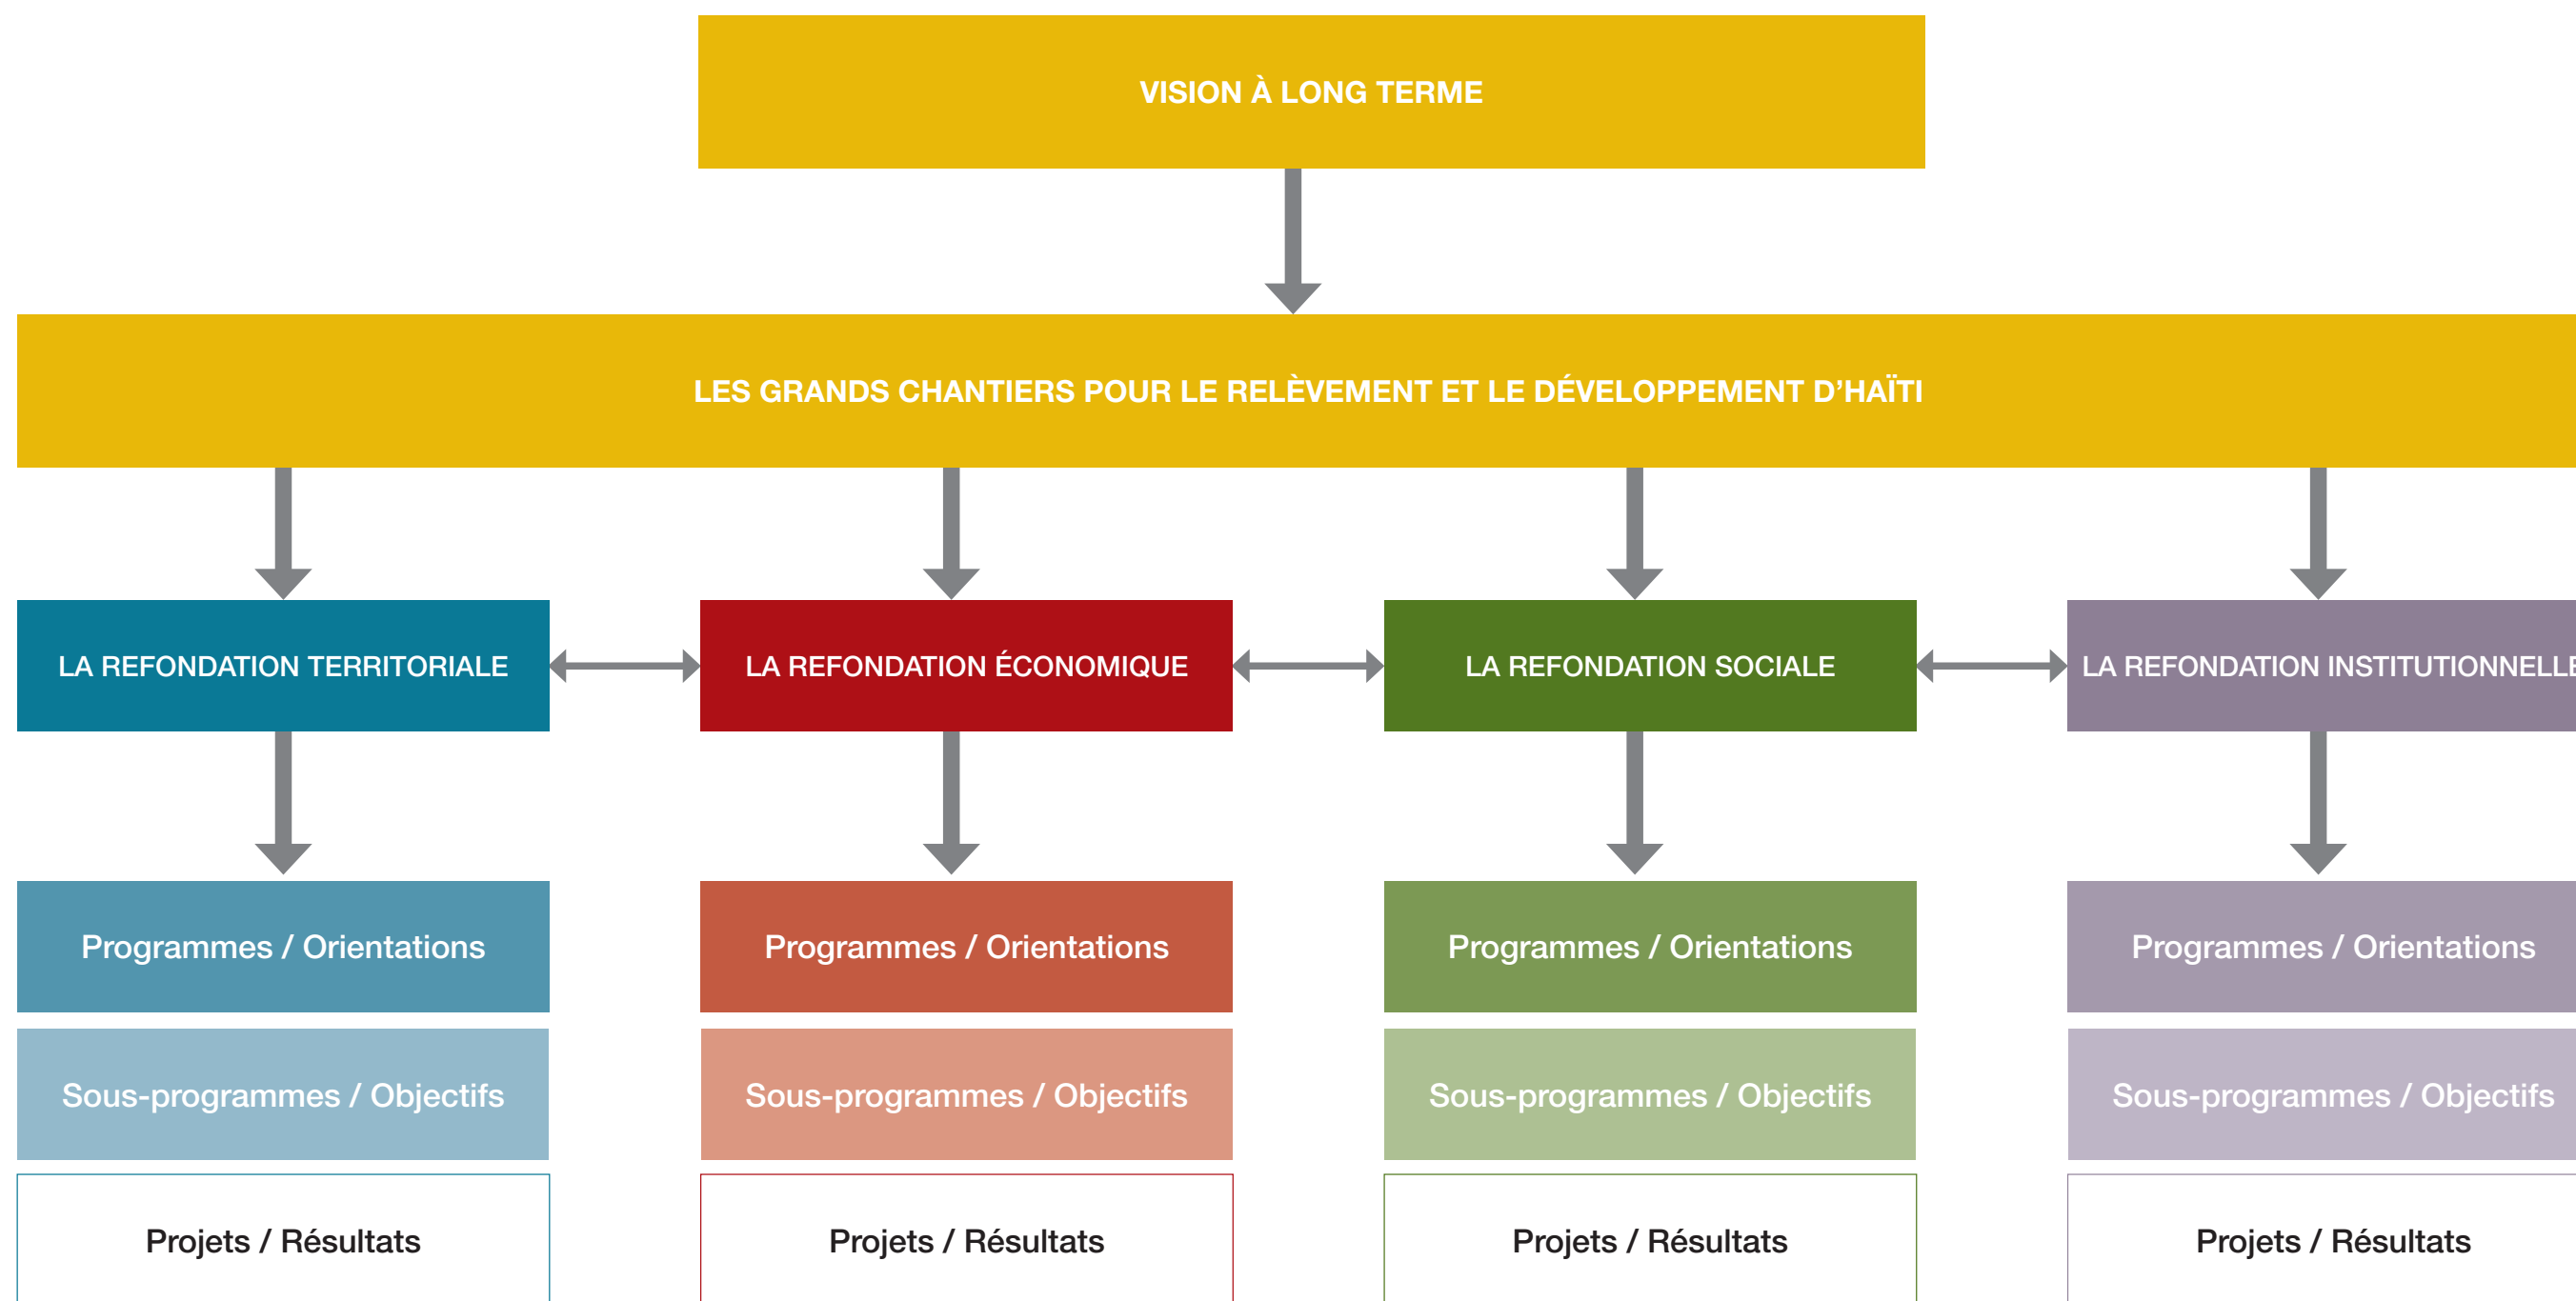 VISION À LONG TERME
LES GRANDS CHANTIERS POUR LE RELÈVEMENT ET LE DÉVELOPPEMENT D’HAÏTI
LA REFONDATION TERRITORIALE
LA REFONDATION ÉCONOMIQUE
LA REFONDATION SOCIALE
LA REFONDATION INSTITUTIONNELLE
Programmes / Orientations
Programmes / Orientations
Programmes / Orientations
Programmes / Orientations
Sous-programmes / Objectifs
Sous-programmes / Objectifs
Sous-programmes / Objectifs
Sous-programmes / Objectifs
Projets / Résultats
Projets / Résultats
Projets / Résultats
Projets / Résultats